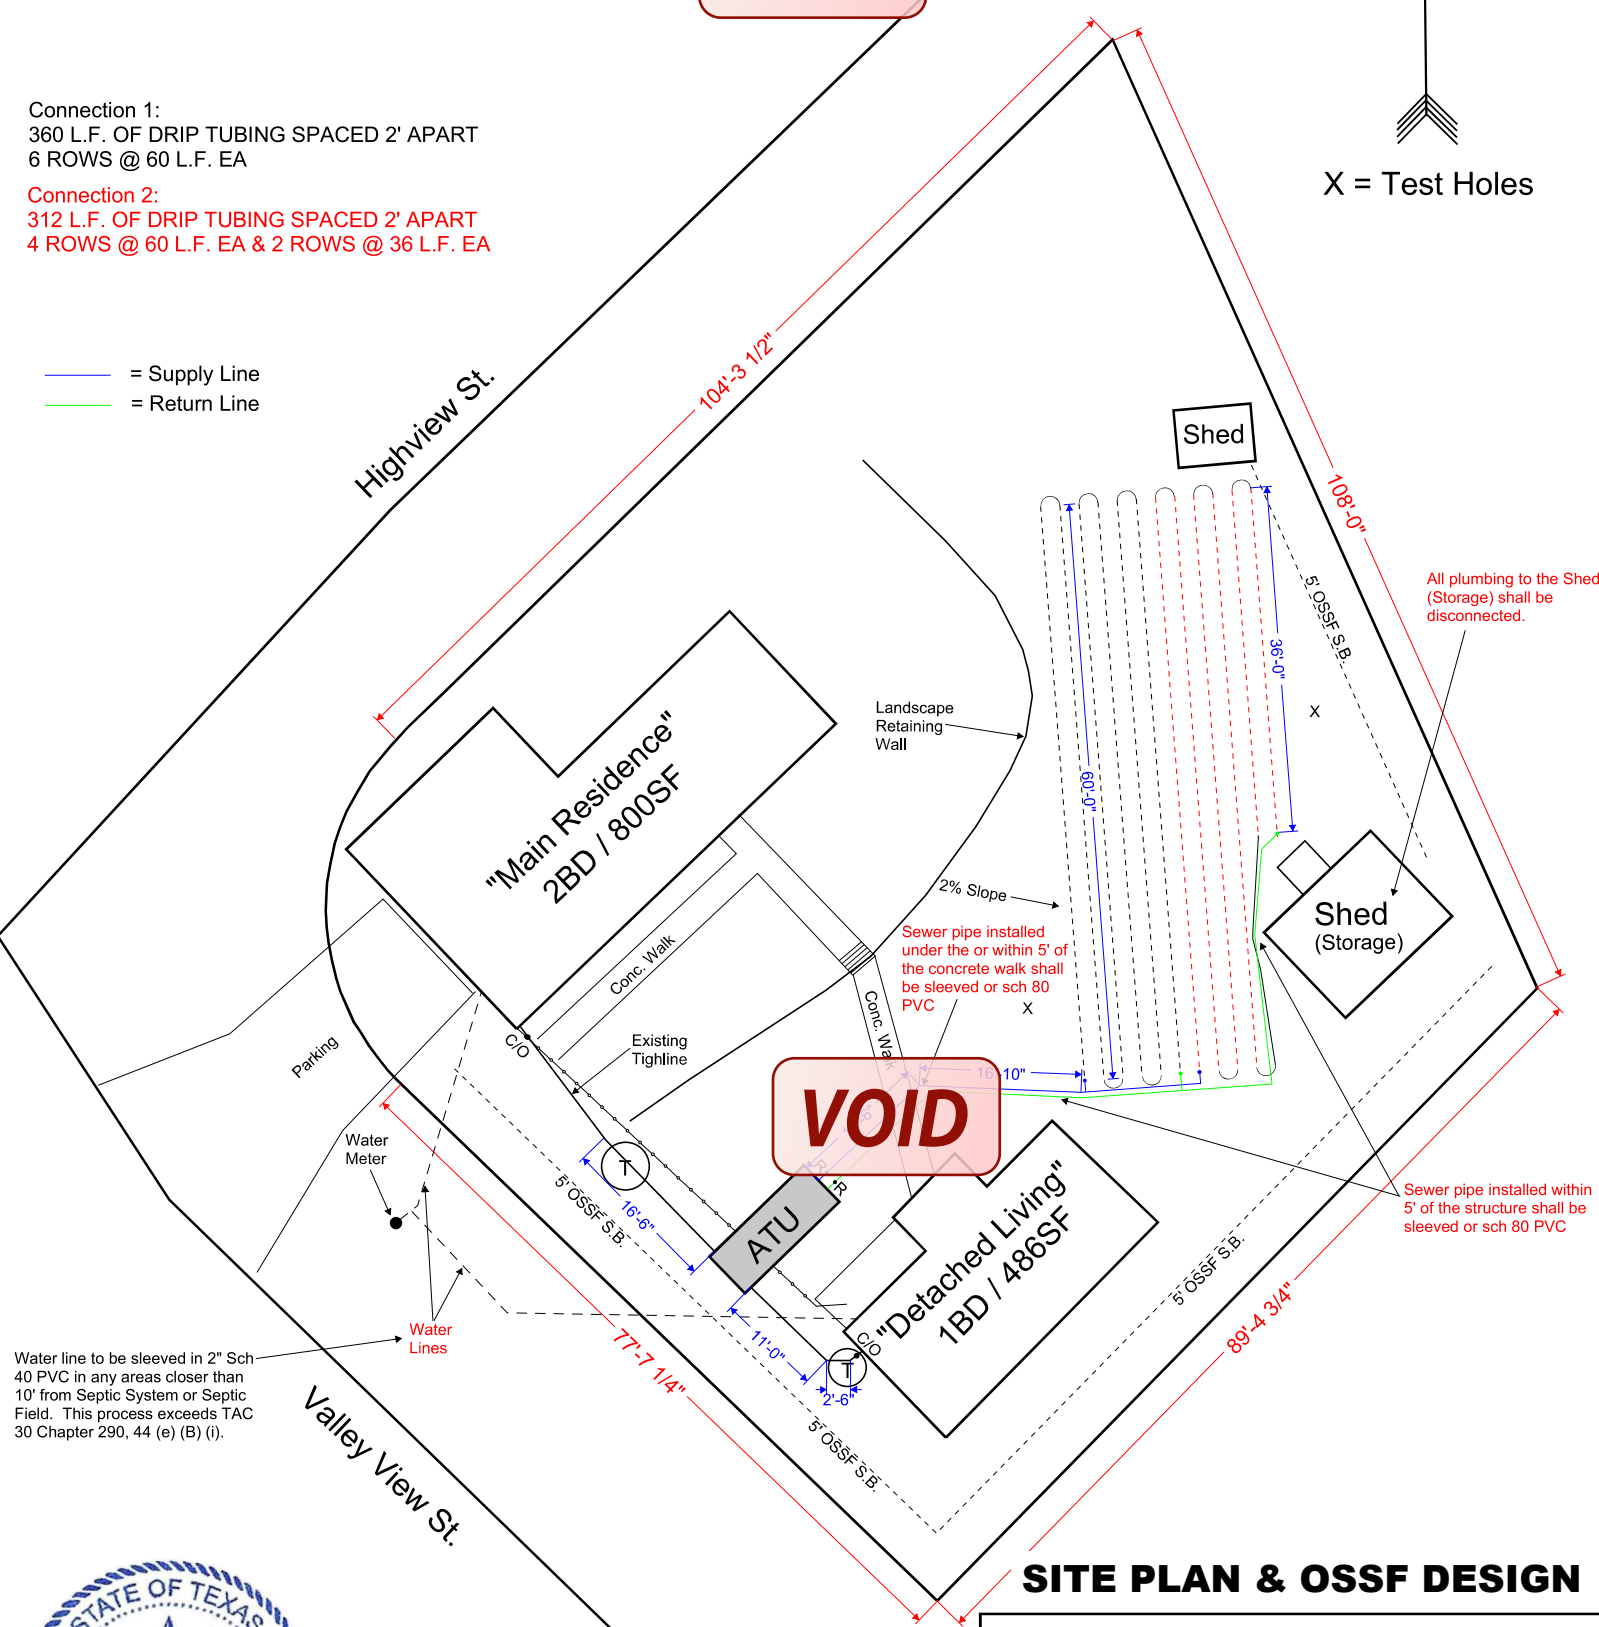 Connection 1:
360 L.F. OF DRIP TUBING SPACED 2' APART
6 ROWS @ 60 L.F. EA
Connection 2:
312 L.F. OF DRIP TUBING SPACED 2' APART
4 ROWS @ 60 L.F. EA & 2 ROWS @ 36 L.F. EA
X = Test Holes
= Supply Line
= Return Line
Highview St.
104'-3 1/2"
Shed
108'-0"
5' OSSF S.B.
All plumbing to the Shed
(Storage) shall be
disconnected.
36'-0"
X
60'-0"
Landscape
Retaining
Wall
"Main Residence"
2BD / 800SF
2% Slope
Shed
(Storage)
Sewer pipe installed
under the or within 5' of
the concrete walk shall
be sleeved or sch 80
PVC
X
Conc. Walk
Conc. Walk
C/O
Existing
Tighline
Parking
16'-10"
VOID
Water
Meter
T
5' OSSF S.B.
16'-6"
R
ATU
"Detached Living"
1BD / 486SF
Sewer pipe installed within
5' of the structure shall be
sleeved or sch 80 PVC
5' OSSF S.B.
89'-4 3/4"
Water
Lines
77'-7 1/4"
11'-0"
C/O
T
2'-6"
5' OSSF S.B.
Water line to be sleeved in 2" Sch
40 PVC in any areas closer than
10' from Septic System or Septic
Field.  This process exceeds TAC
30 Chapter 290, 44 (e) (B) (i).
Valley View St.
STATE OF TEXAS
SITE PLAN & OSSF DESIGN